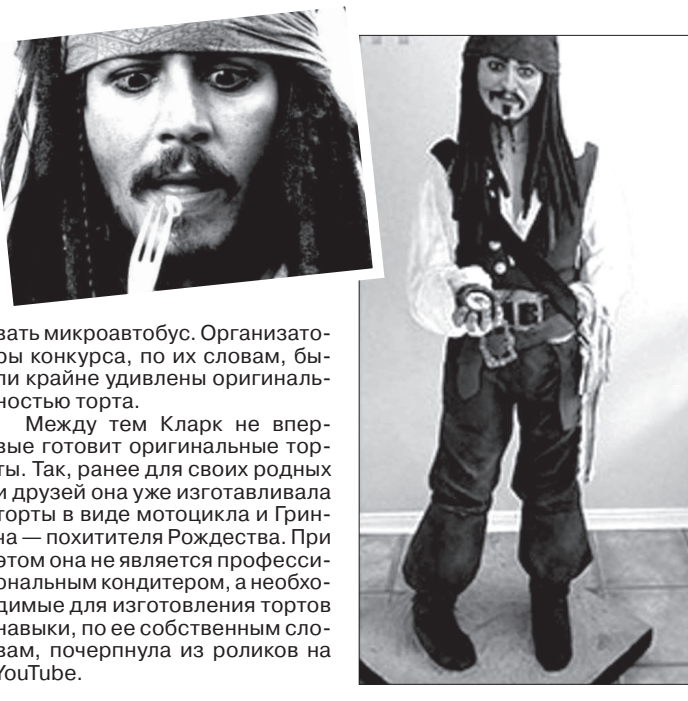 вать микроавтобус. Организато-
ры конкурса, по их словам, бы-
ли крайне удивлены оригиналь-
ностью торта.
Между тем Кларк не впер-
вые готовит оригинальные тор-
ты. Так, ранее для своих родных
и друзей она уже изготавливала
торты в виде мотоцикла и Грин-
ча — похитителя Рождества. При
этом она не является професси-
ональным кондитером, а необхо-
димые для изготовления тортов
навыки, по ее собственным сло-
вам, почерпнула из роликов на
YouTube.